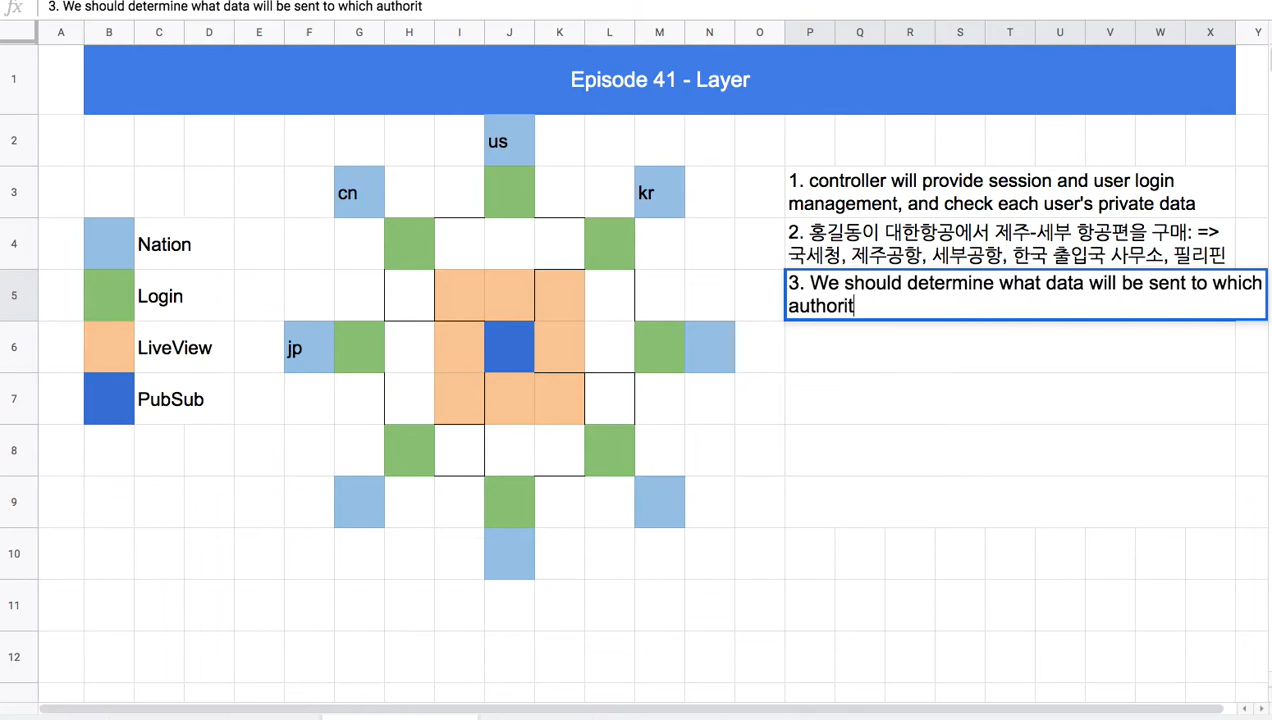 fx 3. We should determine what data will be sent to which authorit
A B C D E F G H I J K L M N O P Q R S T U V W X Y
1
Episode 41 - Layer
2
us
3
cn
kr
1. controller will provide session and user login
management, and check each user's private data
4
Nation
2. 홍길동이 대한항공에서 제주-세부 항공편을 구매: =>
국세청, 제주공항, 세부공항, 한국 출입국 사무소, 필리핀
5
Login
3. We should determine what data will be sent to which
authorit
6
LiveView
jp
7
PubSub
8
9
10
11
12